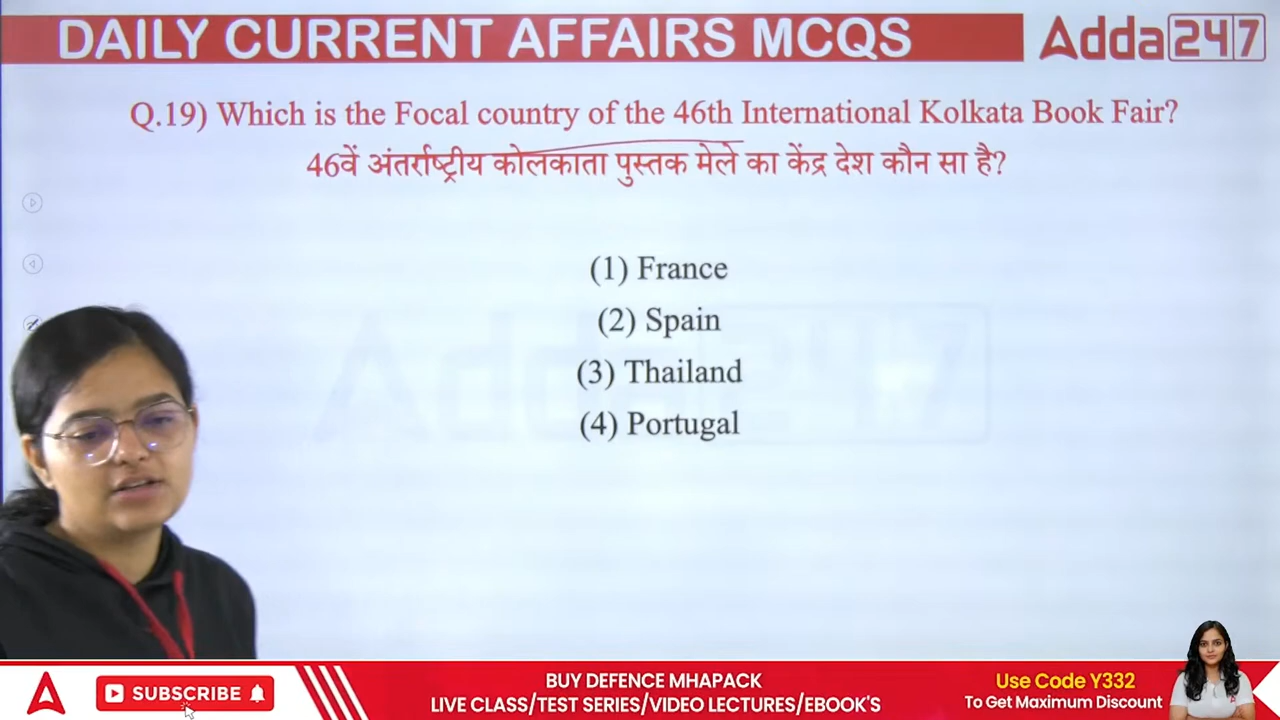 DAILY CURRENT AFFAIRS MCQS
Adda247
Q.19) Which is the Focal country of the 46th International Kolkata Book Fair?
46वें अंतर्राष्ट्रीय कोलकाता पुस्तक मेले का केंद्र देश कौन सा है?
(1) France
(2) Spain
(3) Thailand
(4) Portugal
Adda247
SUBSCRIBE
BUY DEFENCE MHAPACK
LIVE CLASS/TEST SERIES/VIDEO LECTURES/EBOOK'S
Use Code Y332
To Get Maximum Discount